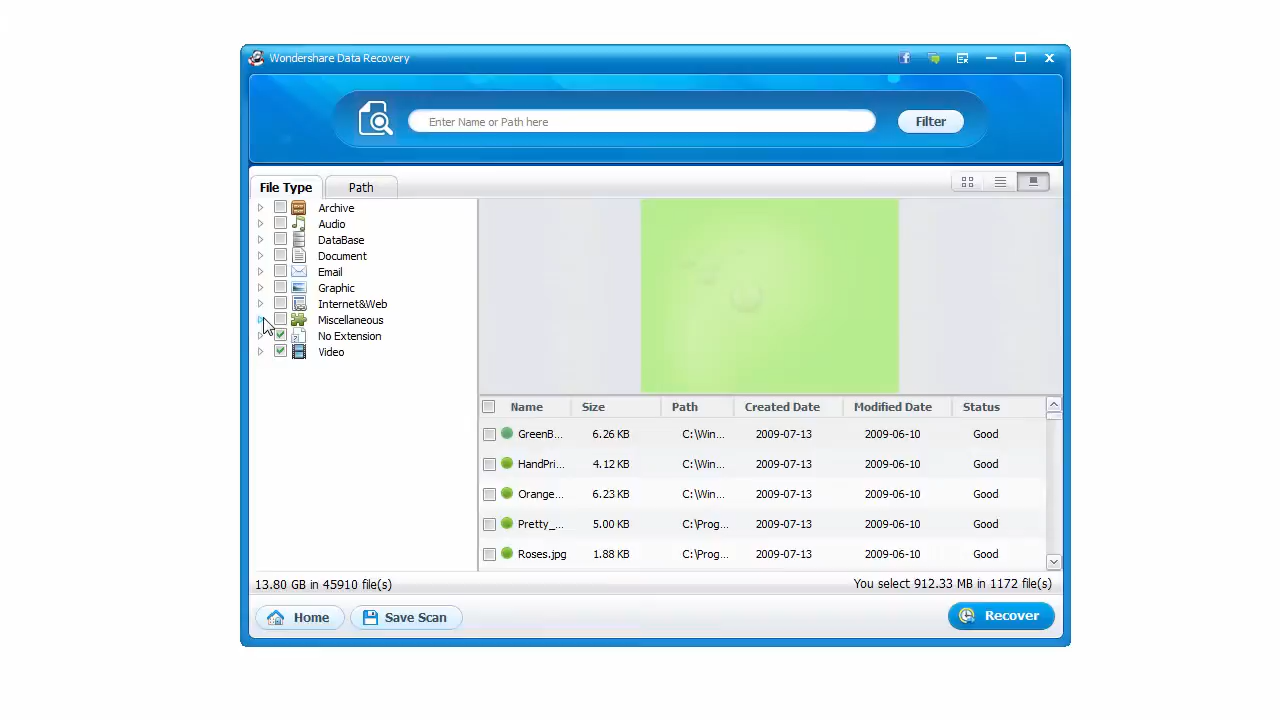 Wondershare Data Recovery
Enter Name or Path here
Filter
File Type
Path
Archive
Audio
DataBase
Document
Email
Graphic
Internet&Web
Miscellaneous
No Extension
Video
Name Size Path Created Date Modified Date Status
GreenB... 6.26 KB C:\Win... 2009-07-13 2009-06-10 Good
HandPri... 4.12 KB C:\Win... 2009-07-13 2009-06-10 Good
Orange... 6.23 KB C:\Win... 2009-07-13 2009-06-10 Good
Pretty_... 5.00 KB C:\Prog... 2009-07-13 2009-06-10 Good
Roses.jpg 1.88 KB C:\Prog... 2009-07-13 2009-06-10 Good
13.80 GB in 45910 file(s)
You select 912.33 MB in 1172 file(s)
Home
Save Scan
Recover